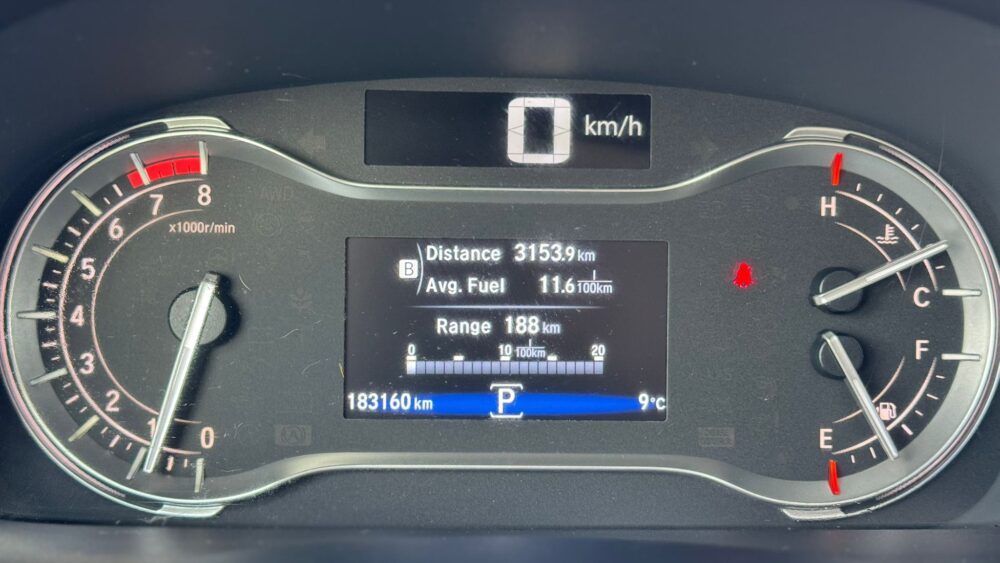 0 km/h
8
7
6
x1000r/min
5
4
3
2
1
0
B
Distance 3153.9 km
Avg. Fuel 11.6 l/100km
Range 188 km
0 10 l/100km 20
183160 km P 9°C
H
C
F
E